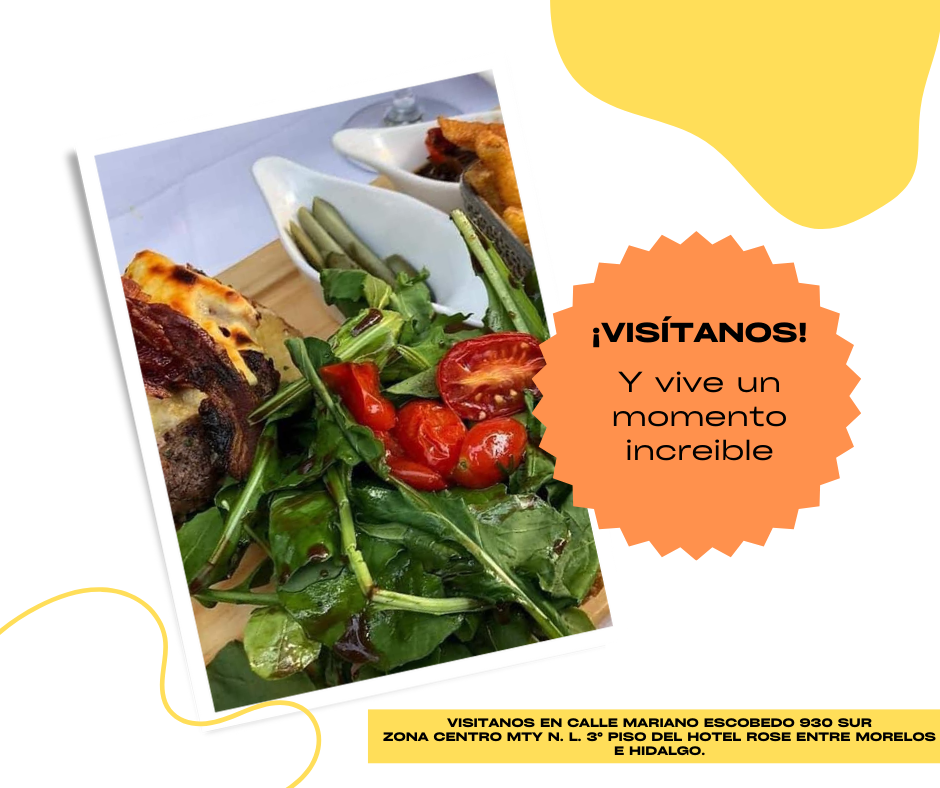 ¡VISÍTANOS!
Y vive un
momento
increible
VISITANOS EN CALLE MARIANO ESCOBEDO 930 SUR
ZONA CENTRO MTY N. L. 3° PISO DEL HOTEL ROSE ENTRE MORELOS
E HIDALGO.